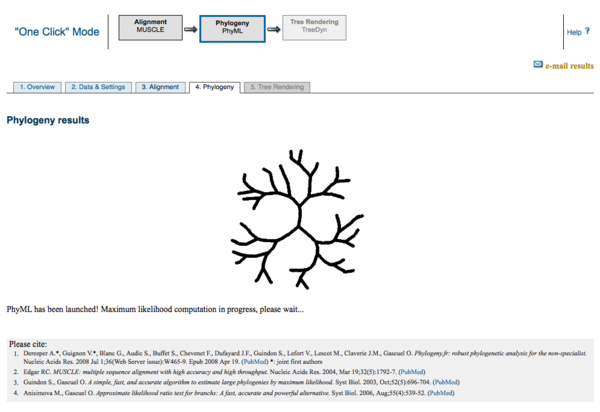 "One Click" Mode
Alignment
MUSCLE
Phylogeny
PhyML
Tree Rendering
TreeDyn
Help ?
e-mail results
1. Overview
2. Data & Settings
3. Alignment
4. Phylogeny
5. Tree Rendering
Phylogeny results
PhyML has been launched! Maximum likelihood computation in progress, please wait...
Please cite:
1. Dereeper A.*, Guignon V.*, Blanc G., Audic S., Buffet S., Chevenet F., Dufayard J.F., Guindon S., Lefort V., Lescot M., Claverie J.M., Gascuel O. Phylogeny.fr: robust phylogenetic analysis for the non-specialist.
Nucleic Acids Res. 2008 Jul 1;36(Web Server issue):W465-9. Epub 2008 Apr 19. (PubMed) *: joint first authors
2. Edgar RC. MUSCLE: multiple sequence alignment with high accuracy and high throughput. Nucleic Acids Res. 2004, Mar 19;32(5):1792-7. (PubMed)
3. Guindon S., Gascuel O. A simple, fast, and accurate algorithm to estimate large phylogenies by maximum likelihood. Syst Biol. 2003, Oct;52(5):696-704. (PubMed)
4. Anisimova M., Gascuel O. Approximate likelihood ratio test for branchs: A fast, accurate and powerful alternative. Syst Biol. 2006, Aug;55(4):539-52. (PubMed)